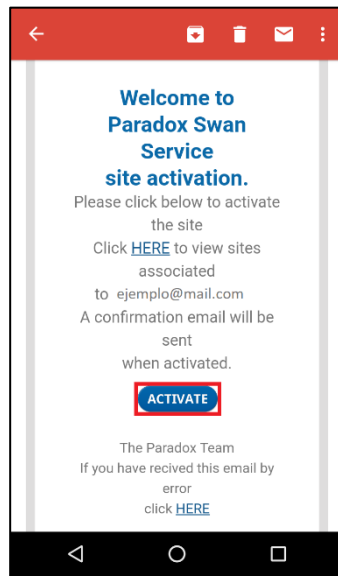 Welcome to
Paradox Swan
Service
site activation.
Please click below to activate
the site
Click HERE to view sites
associated
to ejemplo@mail.com
A confirmation email will be
sent
when activated.
ACTIVATE
The Paradox Team
If you have recived this email by
error
click HERE